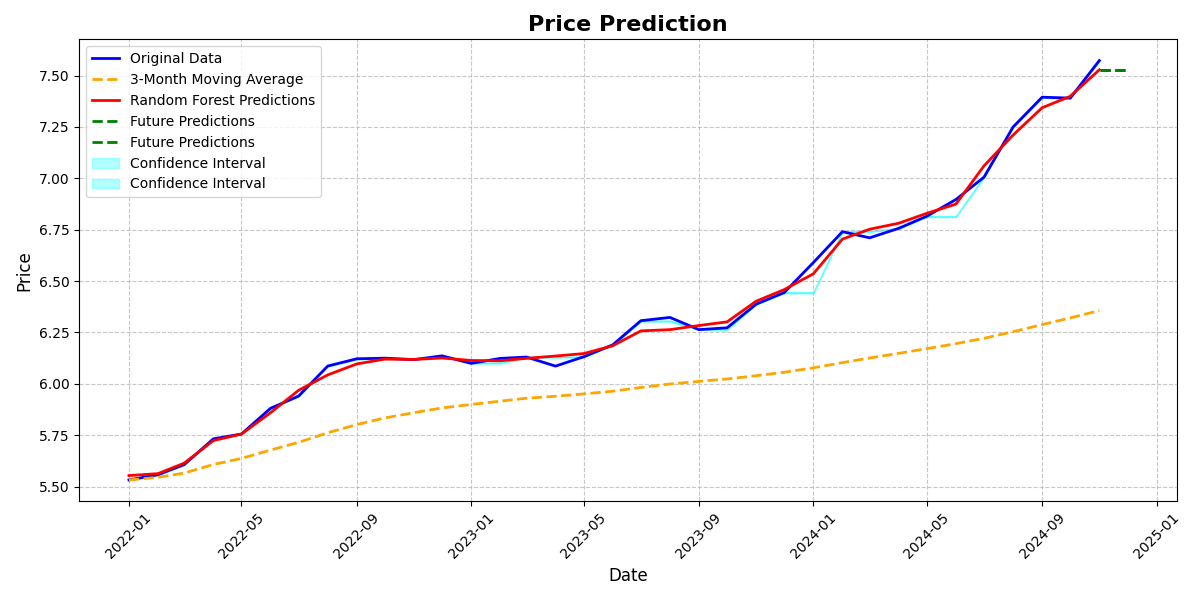 Price Prediction
Original Data
3-Month Moving Average
Random Forest Predictions
Future Predictions
Future Predictions
Confidence Interval
Confidence Interval
7.50
7.25
7.00
6.75
6.50
6.25
6.00
5.75
5.50
Price
2022-01
2022-05
2022-09
2023-01
2023-05
2023-09
2024-01
2024-05
2024-09
2025-01
Date